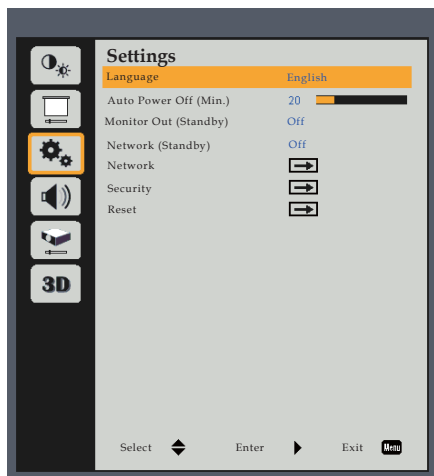 Settings
Language English
Auto Power Off (Min.) 20
Monitor Out (Standby) Off
Network (Standby) Off
Network
Security
Reset
3D
Select Enter Exit Menu